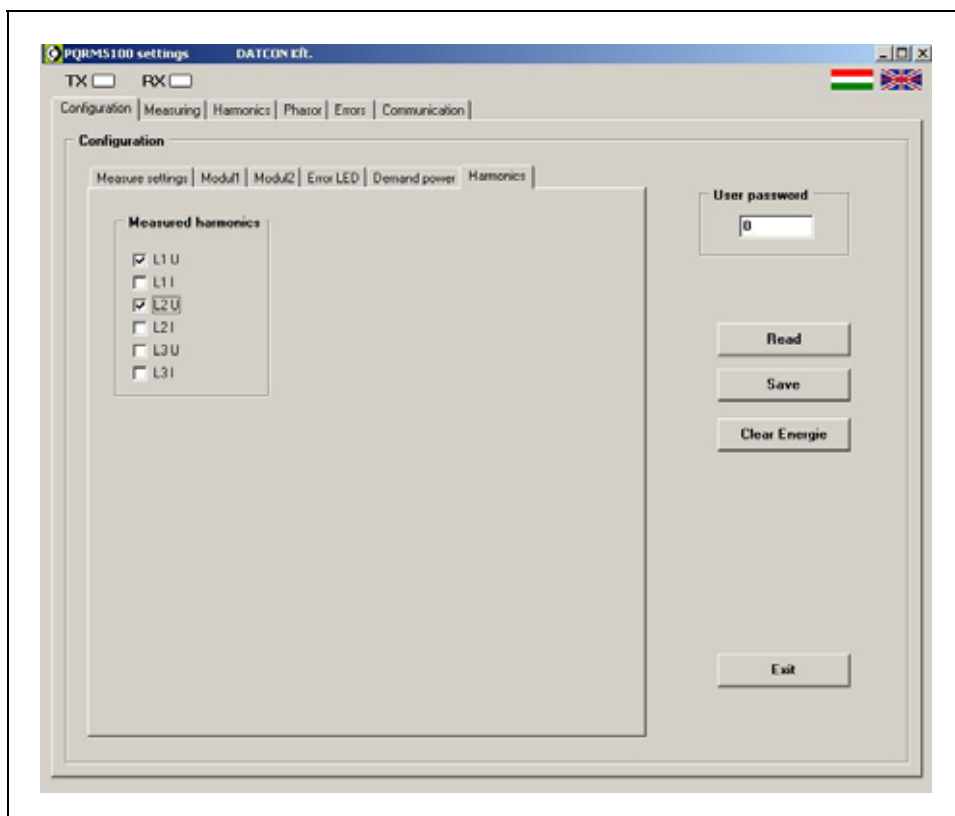 PQRM5100 settings DATCON Kft.
TX RX
Configuration Measuring Harmonics Phasor Errors Communication
Configuration
Measure settings Modul1 Modul2 Error LED Demand power Harmonics
User password
0
Measured harmonics
L1 U
L1 I
L2 U
L2 I
L3 U
L3 I
Read
Save
Clear Energie
Exit